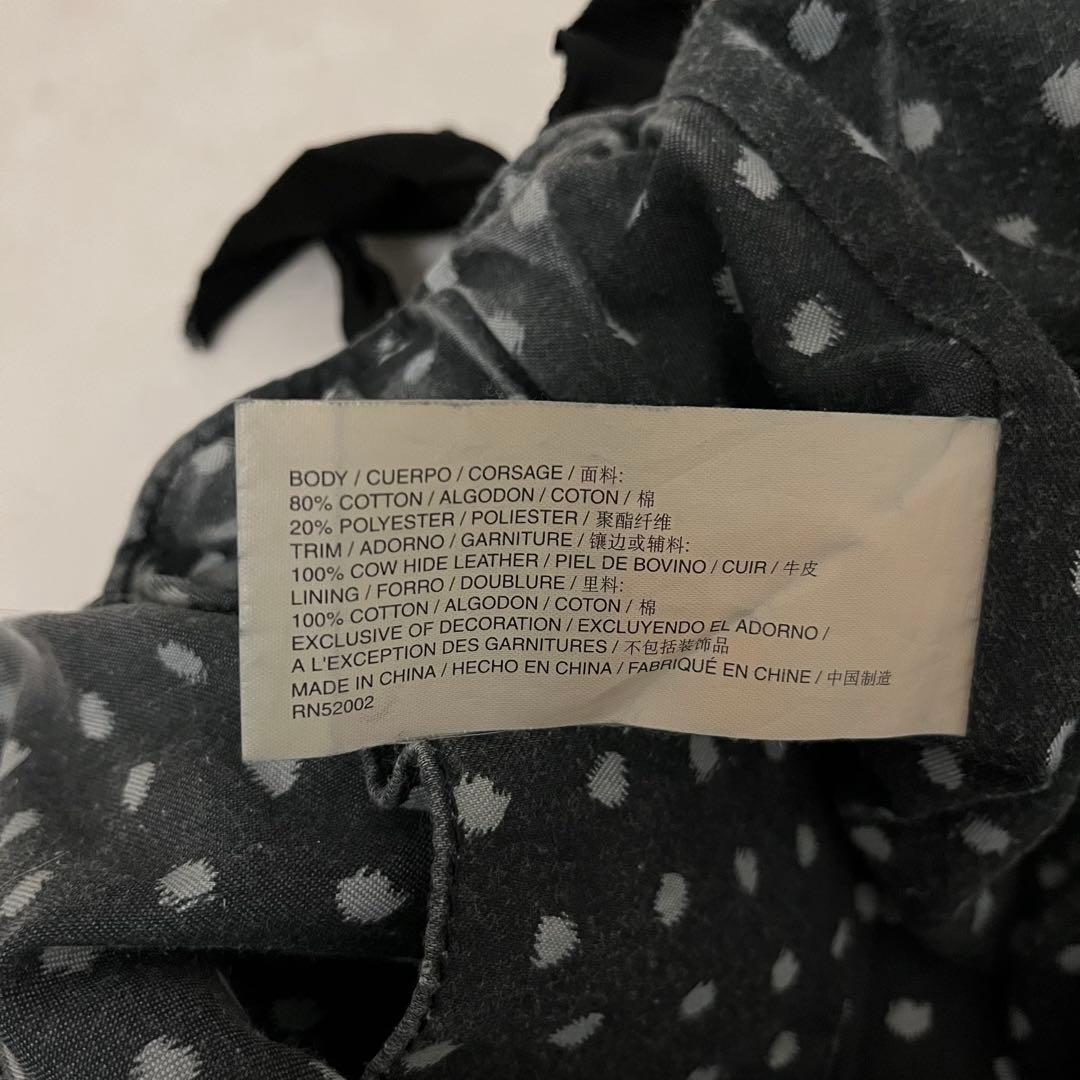 BODY / CUERPO / CORSAGE / 面料:
80% COTTON / ALGODON / COTON / 棉
20% POLYESTER / POLIESTER / 聚酯纤维
TRIM / ADORNO / GARNITURE / 镶边或辅料:
100% COW HIDE LEATHER / PIEL DE BOVINO / CUIR / 牛皮
LINING / FORRO / DOUBLURE / 里料:
100% COTTON / ALGODON / COTON / 棉
EXCLUSIVE OF DECORATION / EXCLUYENDO EL ADORNO /
A L'EXCEPTION DES GARNITURES / 不包括装饰品
MADE IN CHINA / HECHO EN CHINA / FABRIQUÉ EN CHINE / 中国制造
RN52002